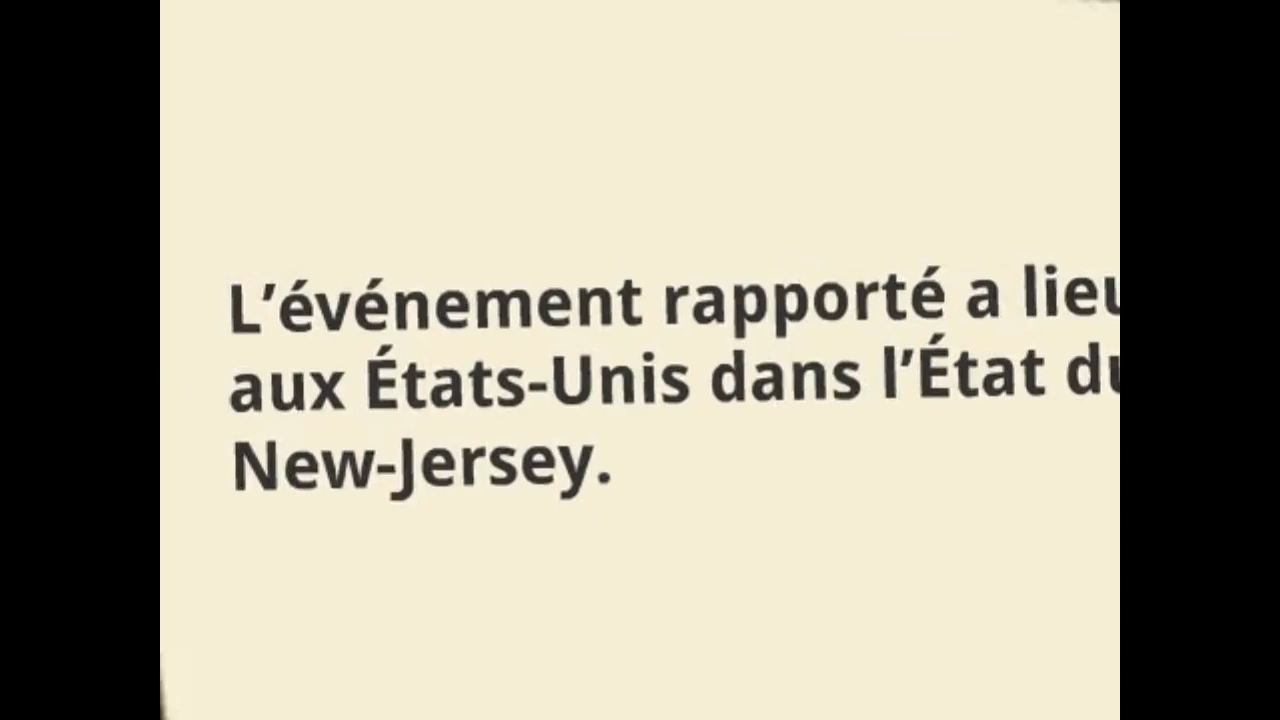 L’événement rapporté a lieu
aux États-Unis dans l’État du
New-Jersey.